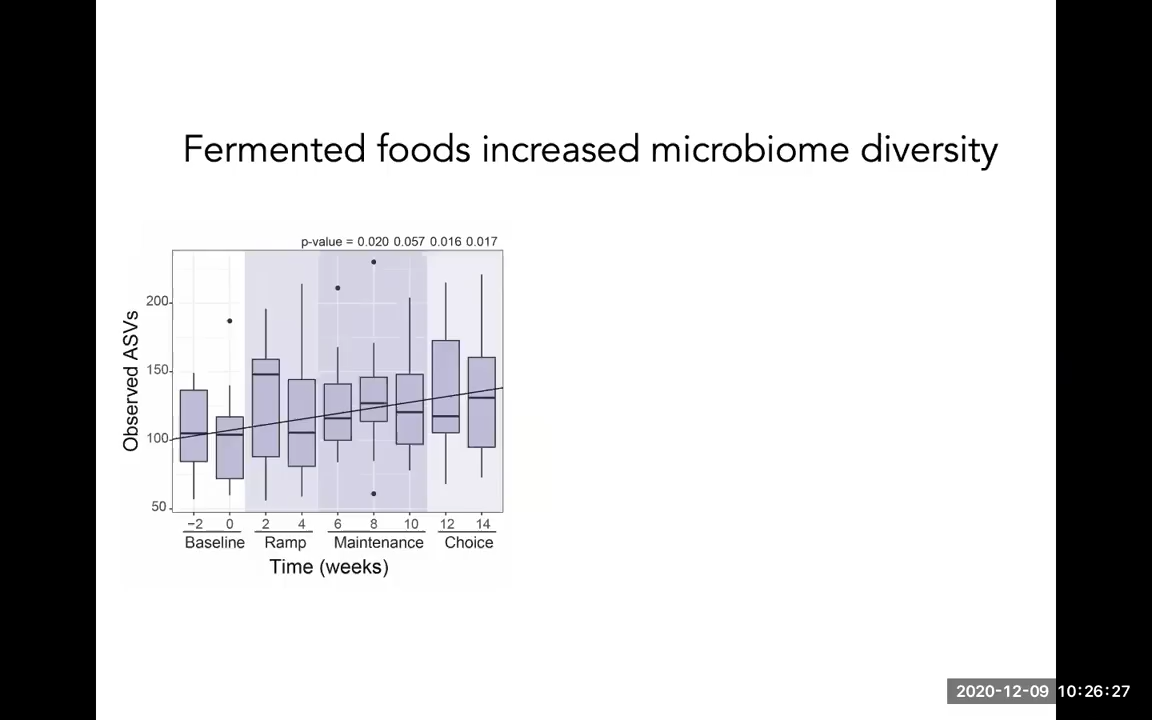 Fermented foods increased microbiome diversity
p-value = 0.020 0.057 0.016 0.017
Observed ASVs
200
150
100
50
−2 0 2 4 6 8 10 12 14
Baseline Ramp Maintenance Choice
Time (weeks)
2020-12-09 10:26:27